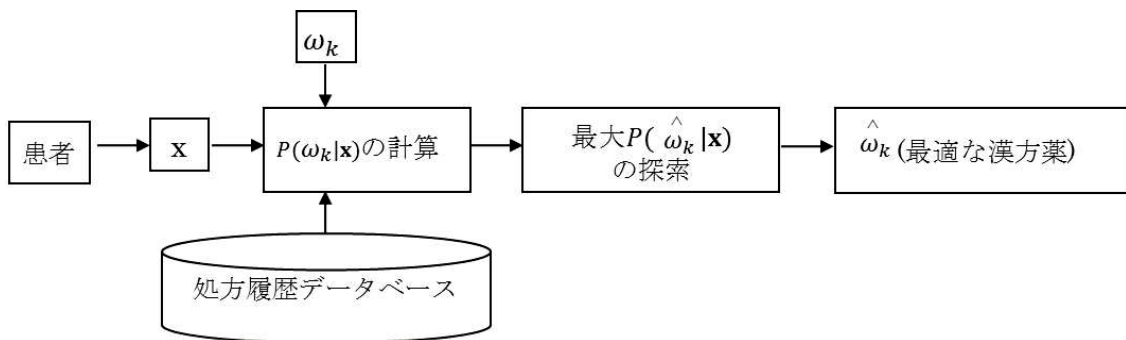 ω_k
患者
x
P(ω_k|x)の計算
最大P(ω̂_k|x)
の探索
ω̂_k(最適な漢方薬)
処方履歴データベース